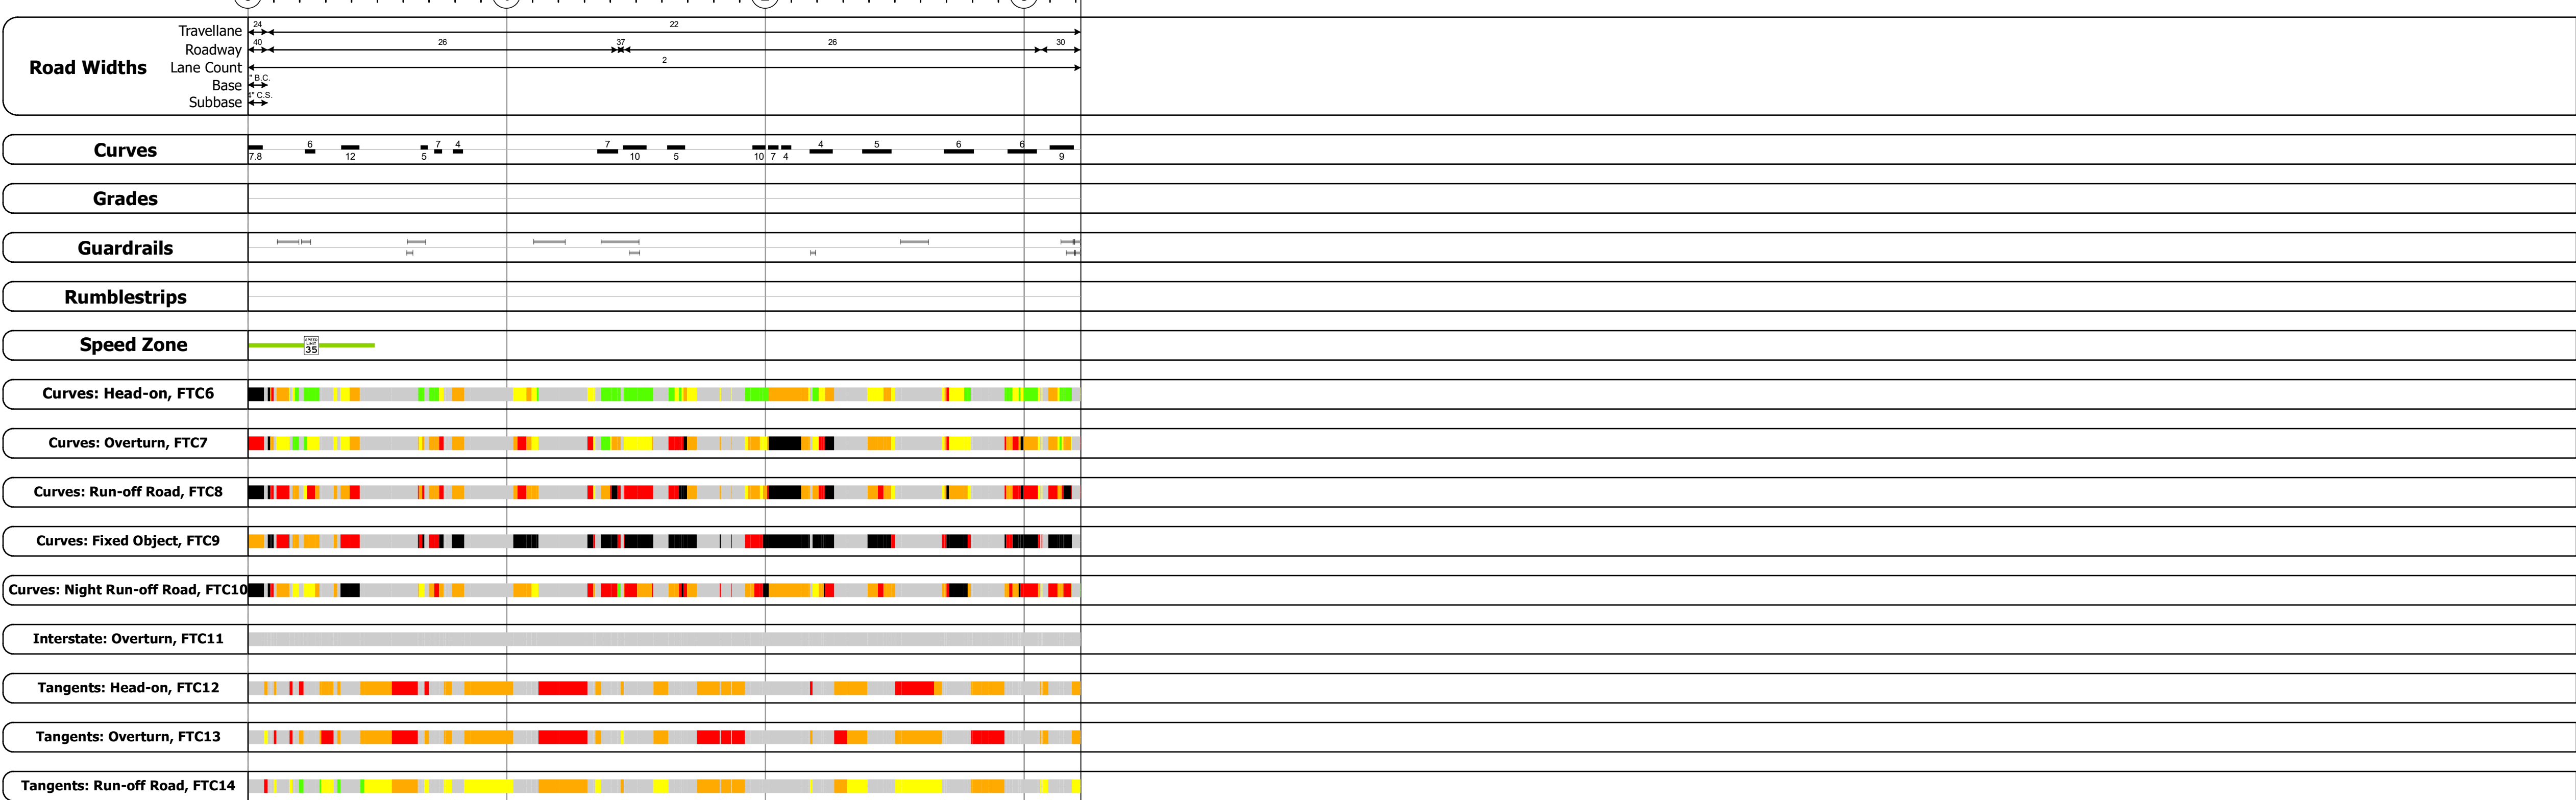 24 22
Travellane
40 26 37 26 30
Roadway
Road Widths
Lane Count 2
" B.C.
Base
4" C.S.
Subbase
Curves
6 7 4 7 4 5 6 6
7.8 12 5 10 5 10 7 4 9
Grades
Guardrails
Rumblestrips
Speed Zone
SPEED
LIMIT
35
Curves: Head-on, FTC6
Curves: Overturn, FTC7
Curves: Run-off Road, FTC8
Curves: Fixed Object, FTC9
Curves: Night Run-off Road, FTC10
Interstate: Overturn, FTC11
Tangents: Head-on, FTC12
Tangents: Overturn, FTC13
Tangents: Run-off Road, FTC14